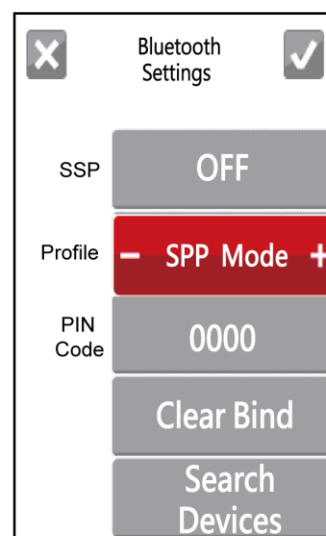 Bluetooth
Settings
SSP
OFF
Profile
− SPP Mode +
PIN
Code
0000
Clear Bind
Search
Devices